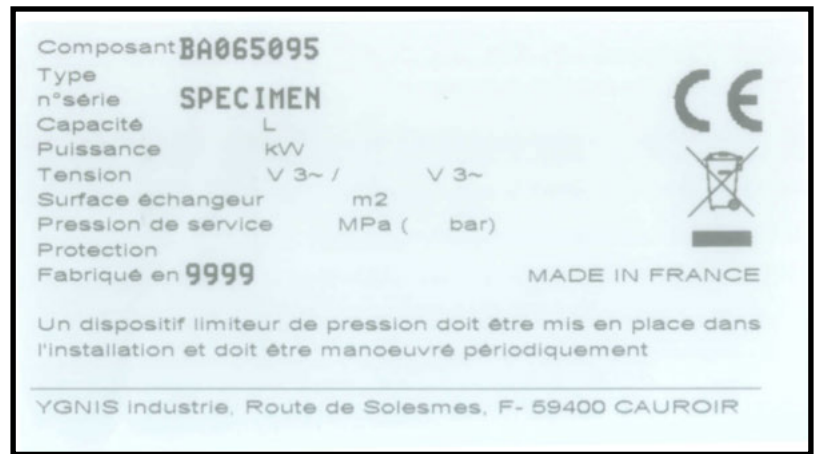 Composant BA065095
Type
n°série SPECIMEN
Capacité L
Puissance kW
Tension V 3~ / V 3~
Surface échangeur m2
Pression de service MPa ( bar)
Protection
Fabriqué en 9999
CE
MADE IN FRANCE
Un dispositif limiteur de pression doit être mis en place dans
l'installation et doit être manoeuvré périodiquement
YGNIS industrie, Route de Solesmes, F- 59400 CAUROIR